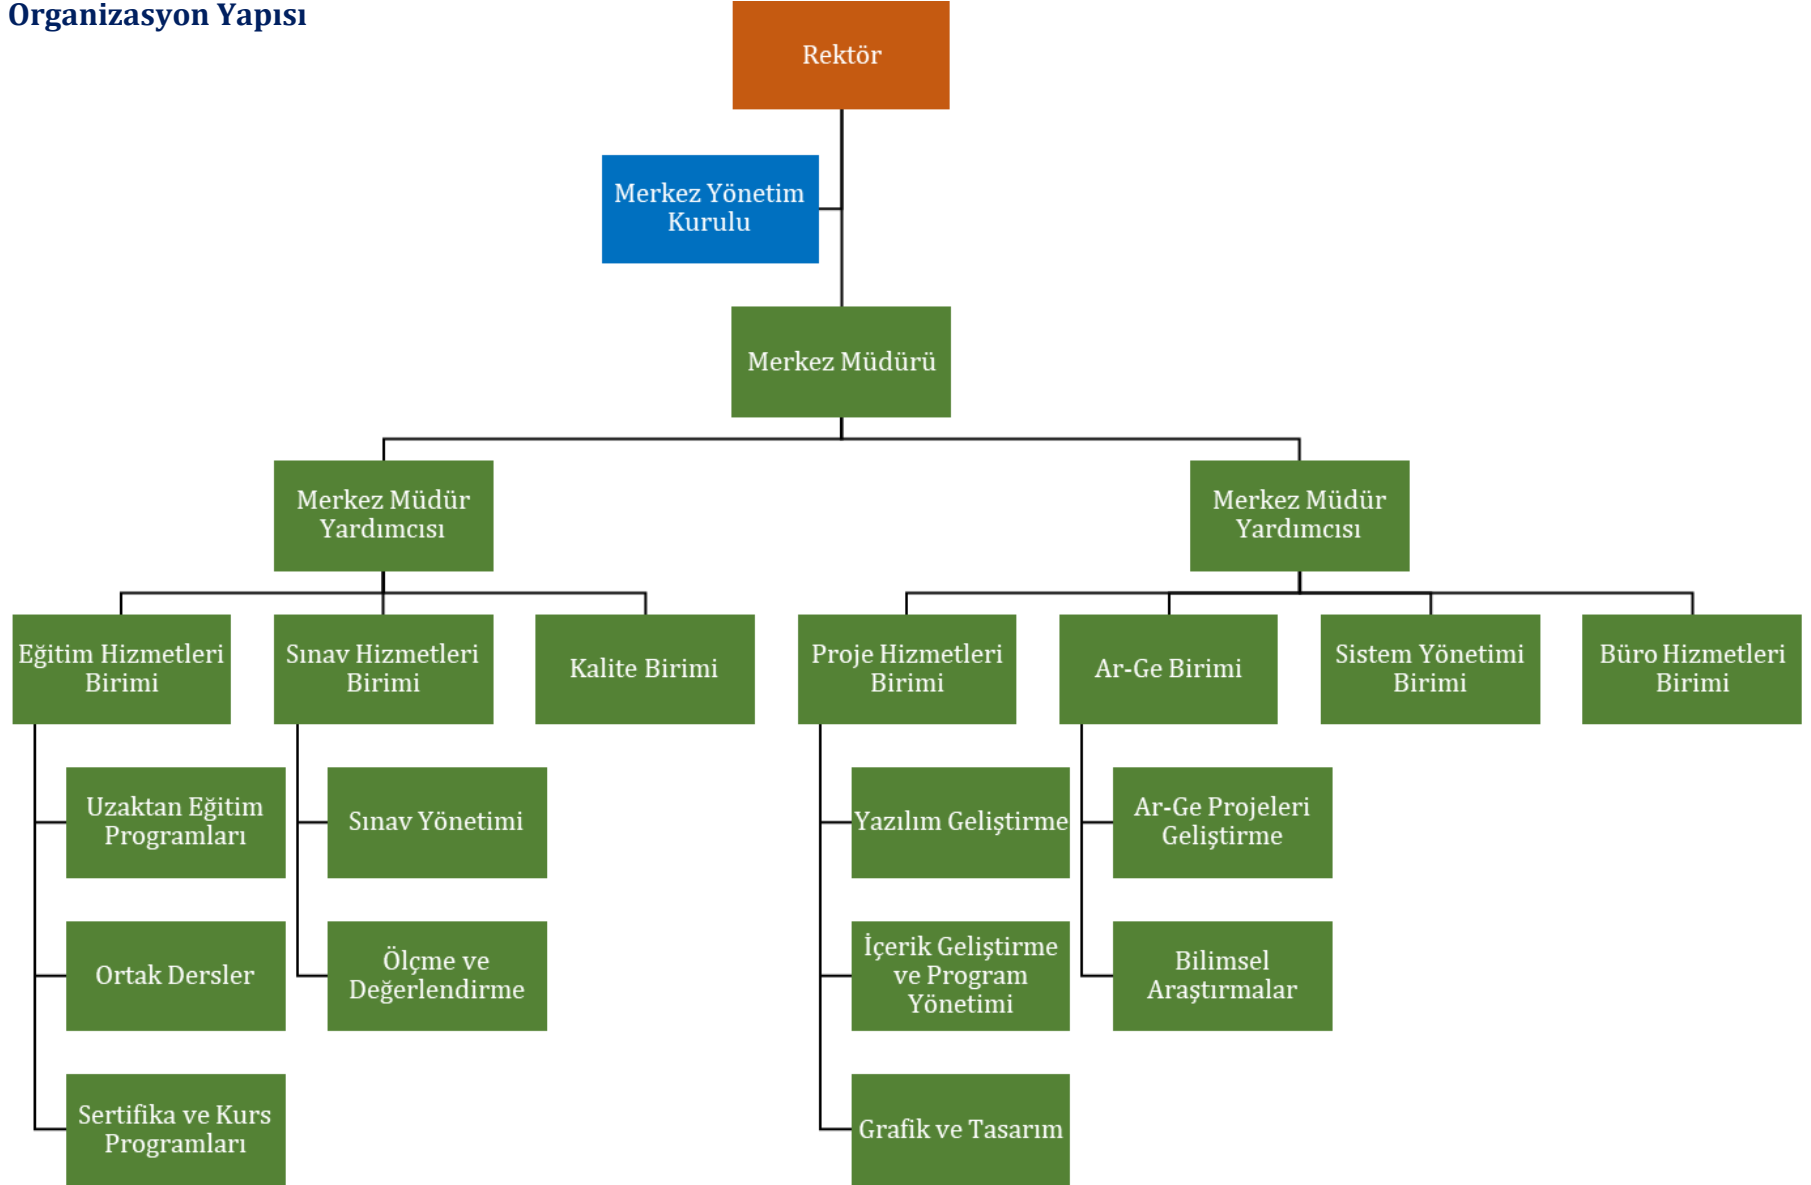 Organizasyon Yapısı
Rektör
Merkez Yönetim
Kurulu
Merkez Müdürü
Merkez Müdür
Yardımcısı
Merkez Müdür
Yardımcısı
Eğitim Hizmetleri
Birimi
Sınav Hizmetleri
Birimi
Kalite Birimi
Proje Hizmetleri
Birimi
Ar-Ge Birimi
Sistem Yönetimi
Birimi
Büro Hizmetleri
Birimi
Uzaktan Eğitim
Programları
Sınav Yönetimi
Yazılım Geliştirme
Ar-Ge Projeleri
Geliştirme
Ortak Dersler
Ölçme ve
Değerlendirme
İçerik Geliştirme
ve Program
Yönetimi
Bilimsel
Araştırmalar
Sertifika ve Kurs
Programları
Grafik ve Tasarım